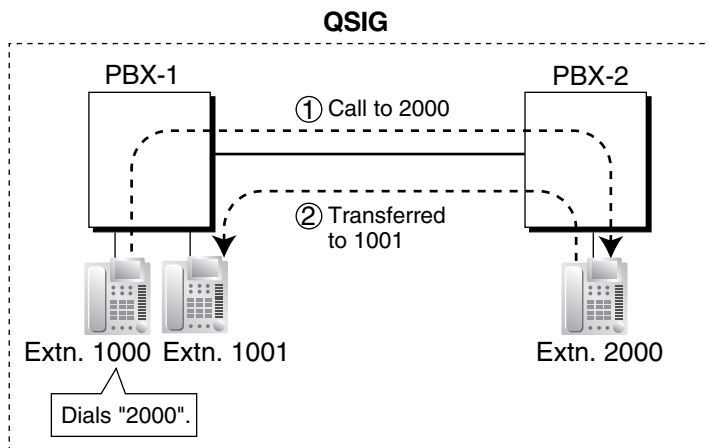 QSIG
PBX-1
PBX-2
① Call to 2000
② Transferred
to 1001
Extn. 1000
Extn. 1001
Extn. 2000
Dials "2000".